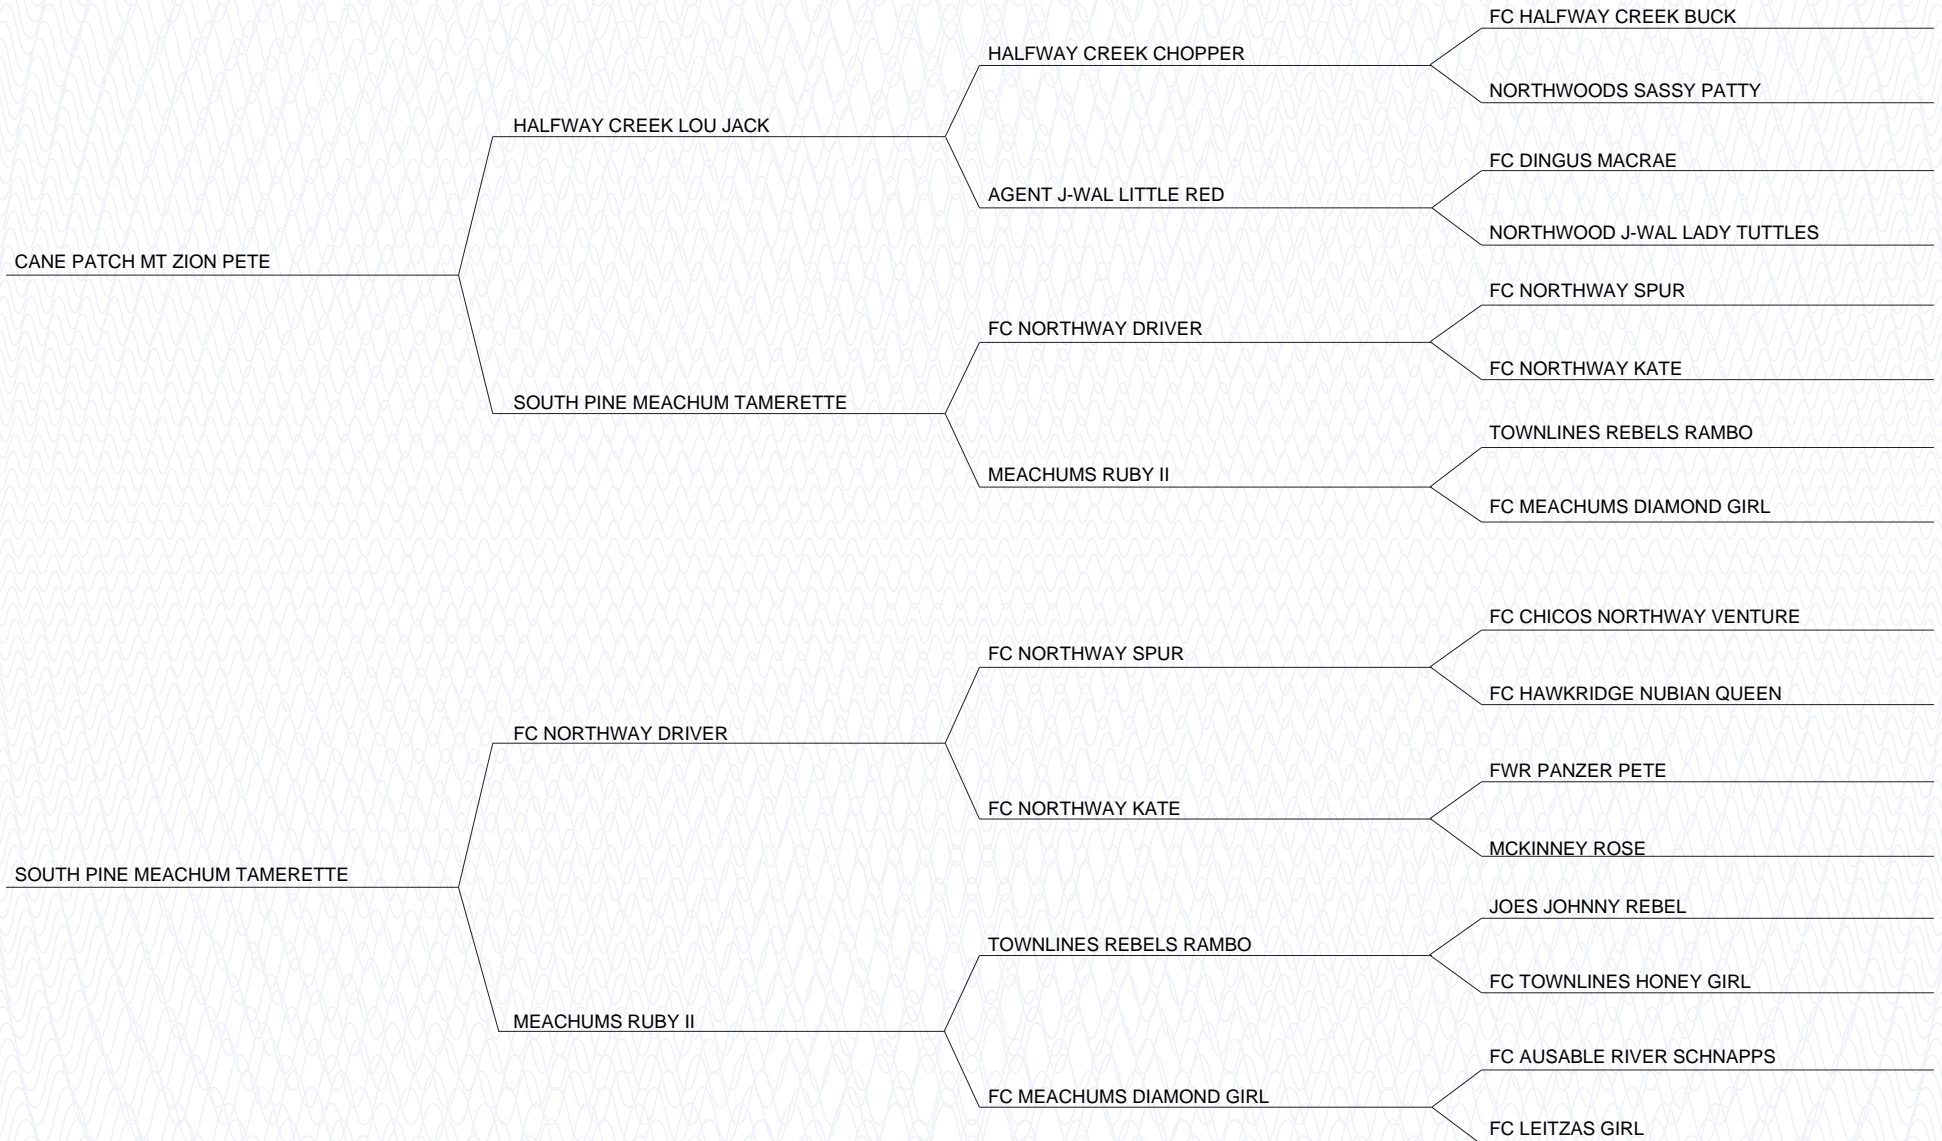 FC HALFWAY CREEK BUCK
HALFWAY CREEK CHOPPER
NORTHWOODS SASSY PATTY
HALFWAY CREEK LOU JACK
FC DINGUS MACRAE
AGENT J-WAL LITTLE RED
NORTHWOOD J-WAL LADY TUTTLES
CANE PATCH MT ZION PETE
FC NORTHWAY SPUR
FC NORTHWAY DRIVER
FC NORTHWAY KATE
SOUTH PINE MEACHUM TAMERETTE
TOWNLINES REBELS RAMBO
MEACHUMS RUBY II
FC MEACHUMS DIAMOND GIRL
FC CHICOS NORTHWAY VENTURE
FC NORTHWAY SPUR
FC HAWKRIDGE NUBIAN QUEEN
FC NORTHWAY DRIVER
FWR PANZER PETE
FC NORTHWAY KATE
MCKINNEY ROSE
SOUTH PINE MEACHUM TAMERETTE
JOES JOHNNY REBEL
TOWNLINES REBELS RAMBO
FC TOWNLINES HONEY GIRL
MEACHUMS RUBY II
FC AUSABLE RIVER SCHNAPPS
FC MEACHUMS DIAMOND GIRL
FC LEITZAS GIRL